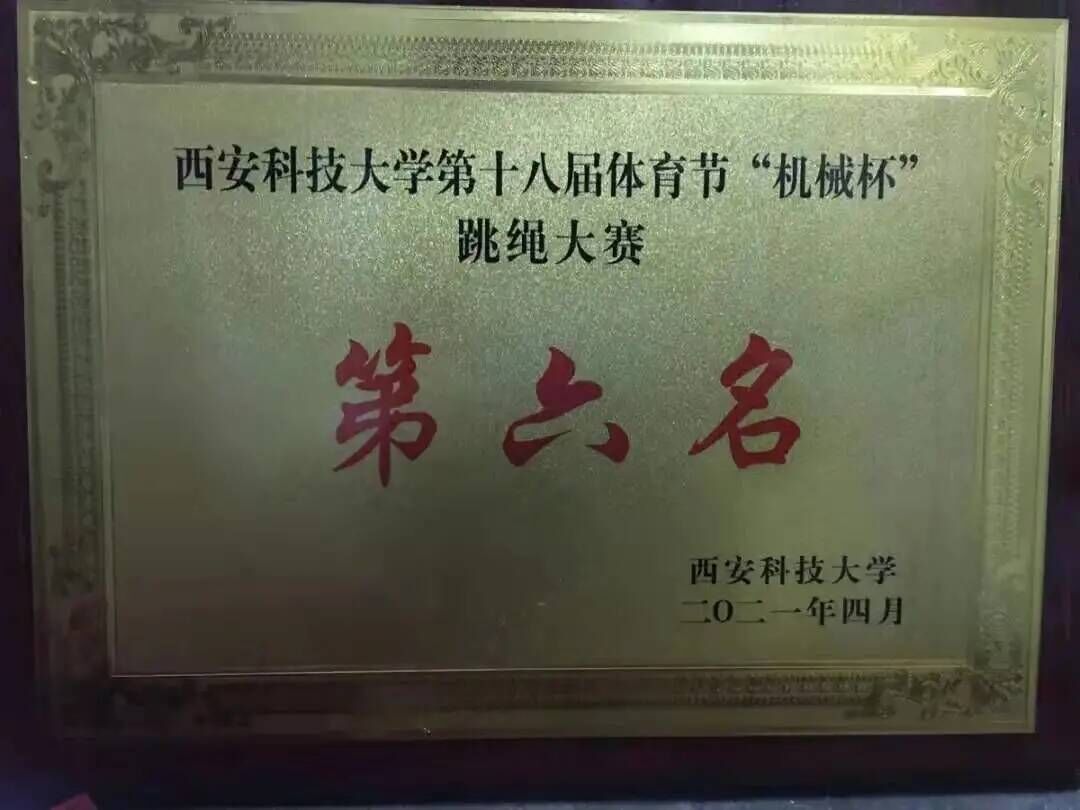 西安科技大学第十八届体育节“机械杯”
跳绳大赛
第六名
西安科技大学
二〇二一年四月